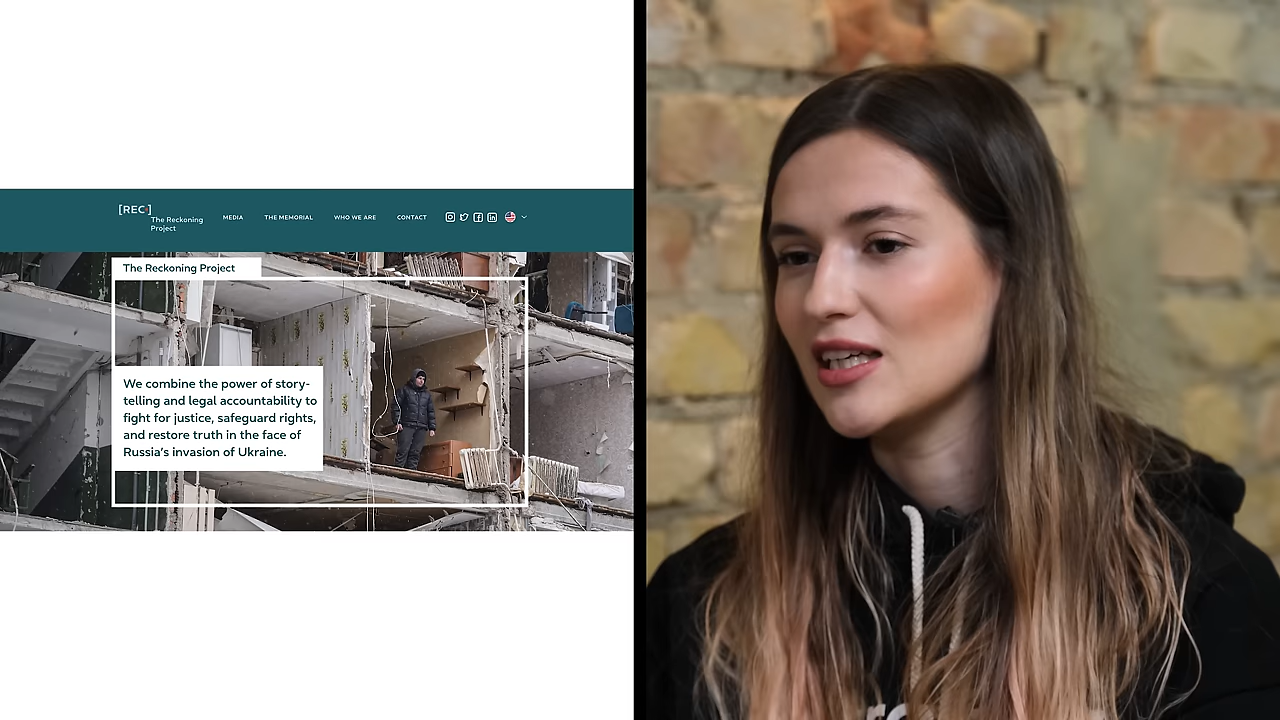 [REC•]
The Reckoning
Project
MEDIA
THE MEMORIAL
WHO WE ARE
CONTACT
The Reckoning Project
We combine the power of story-
telling and legal accountability to
fight for justice, safeguard rights,
and restore truth in the face of
Russia's invasion of Ukraine.